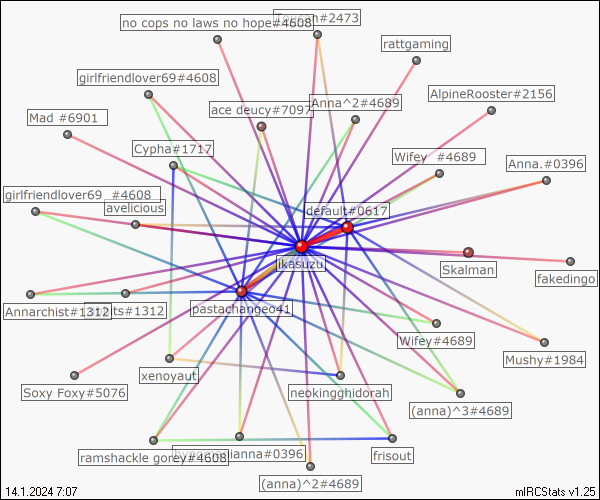 no cops no laws no hope#4608
#2473
rattgaming
girlfriendlover69#4608
AlpineRooster#2156
ace deucy#7097
Anna^2#4689
Mad  #6901
Cypha#1717
Wifey  #4689
Anna.#0396
girlfriendlover69  #4608
avelicious
default#0617
ikasuzu
Skalman
fakedingo
Annarchist#1312
ts#1312
pastachangeo41
Wifey#4689
Mushy#1984
xenoyaut
Soxy Foxy#5076
neokingghidorah
(anna)^3#4689
ramshackle gorey#4608
ianna#0396
frisout
(anna)^2#4689
14.1.2024 7:07
mIRCStats v1.25